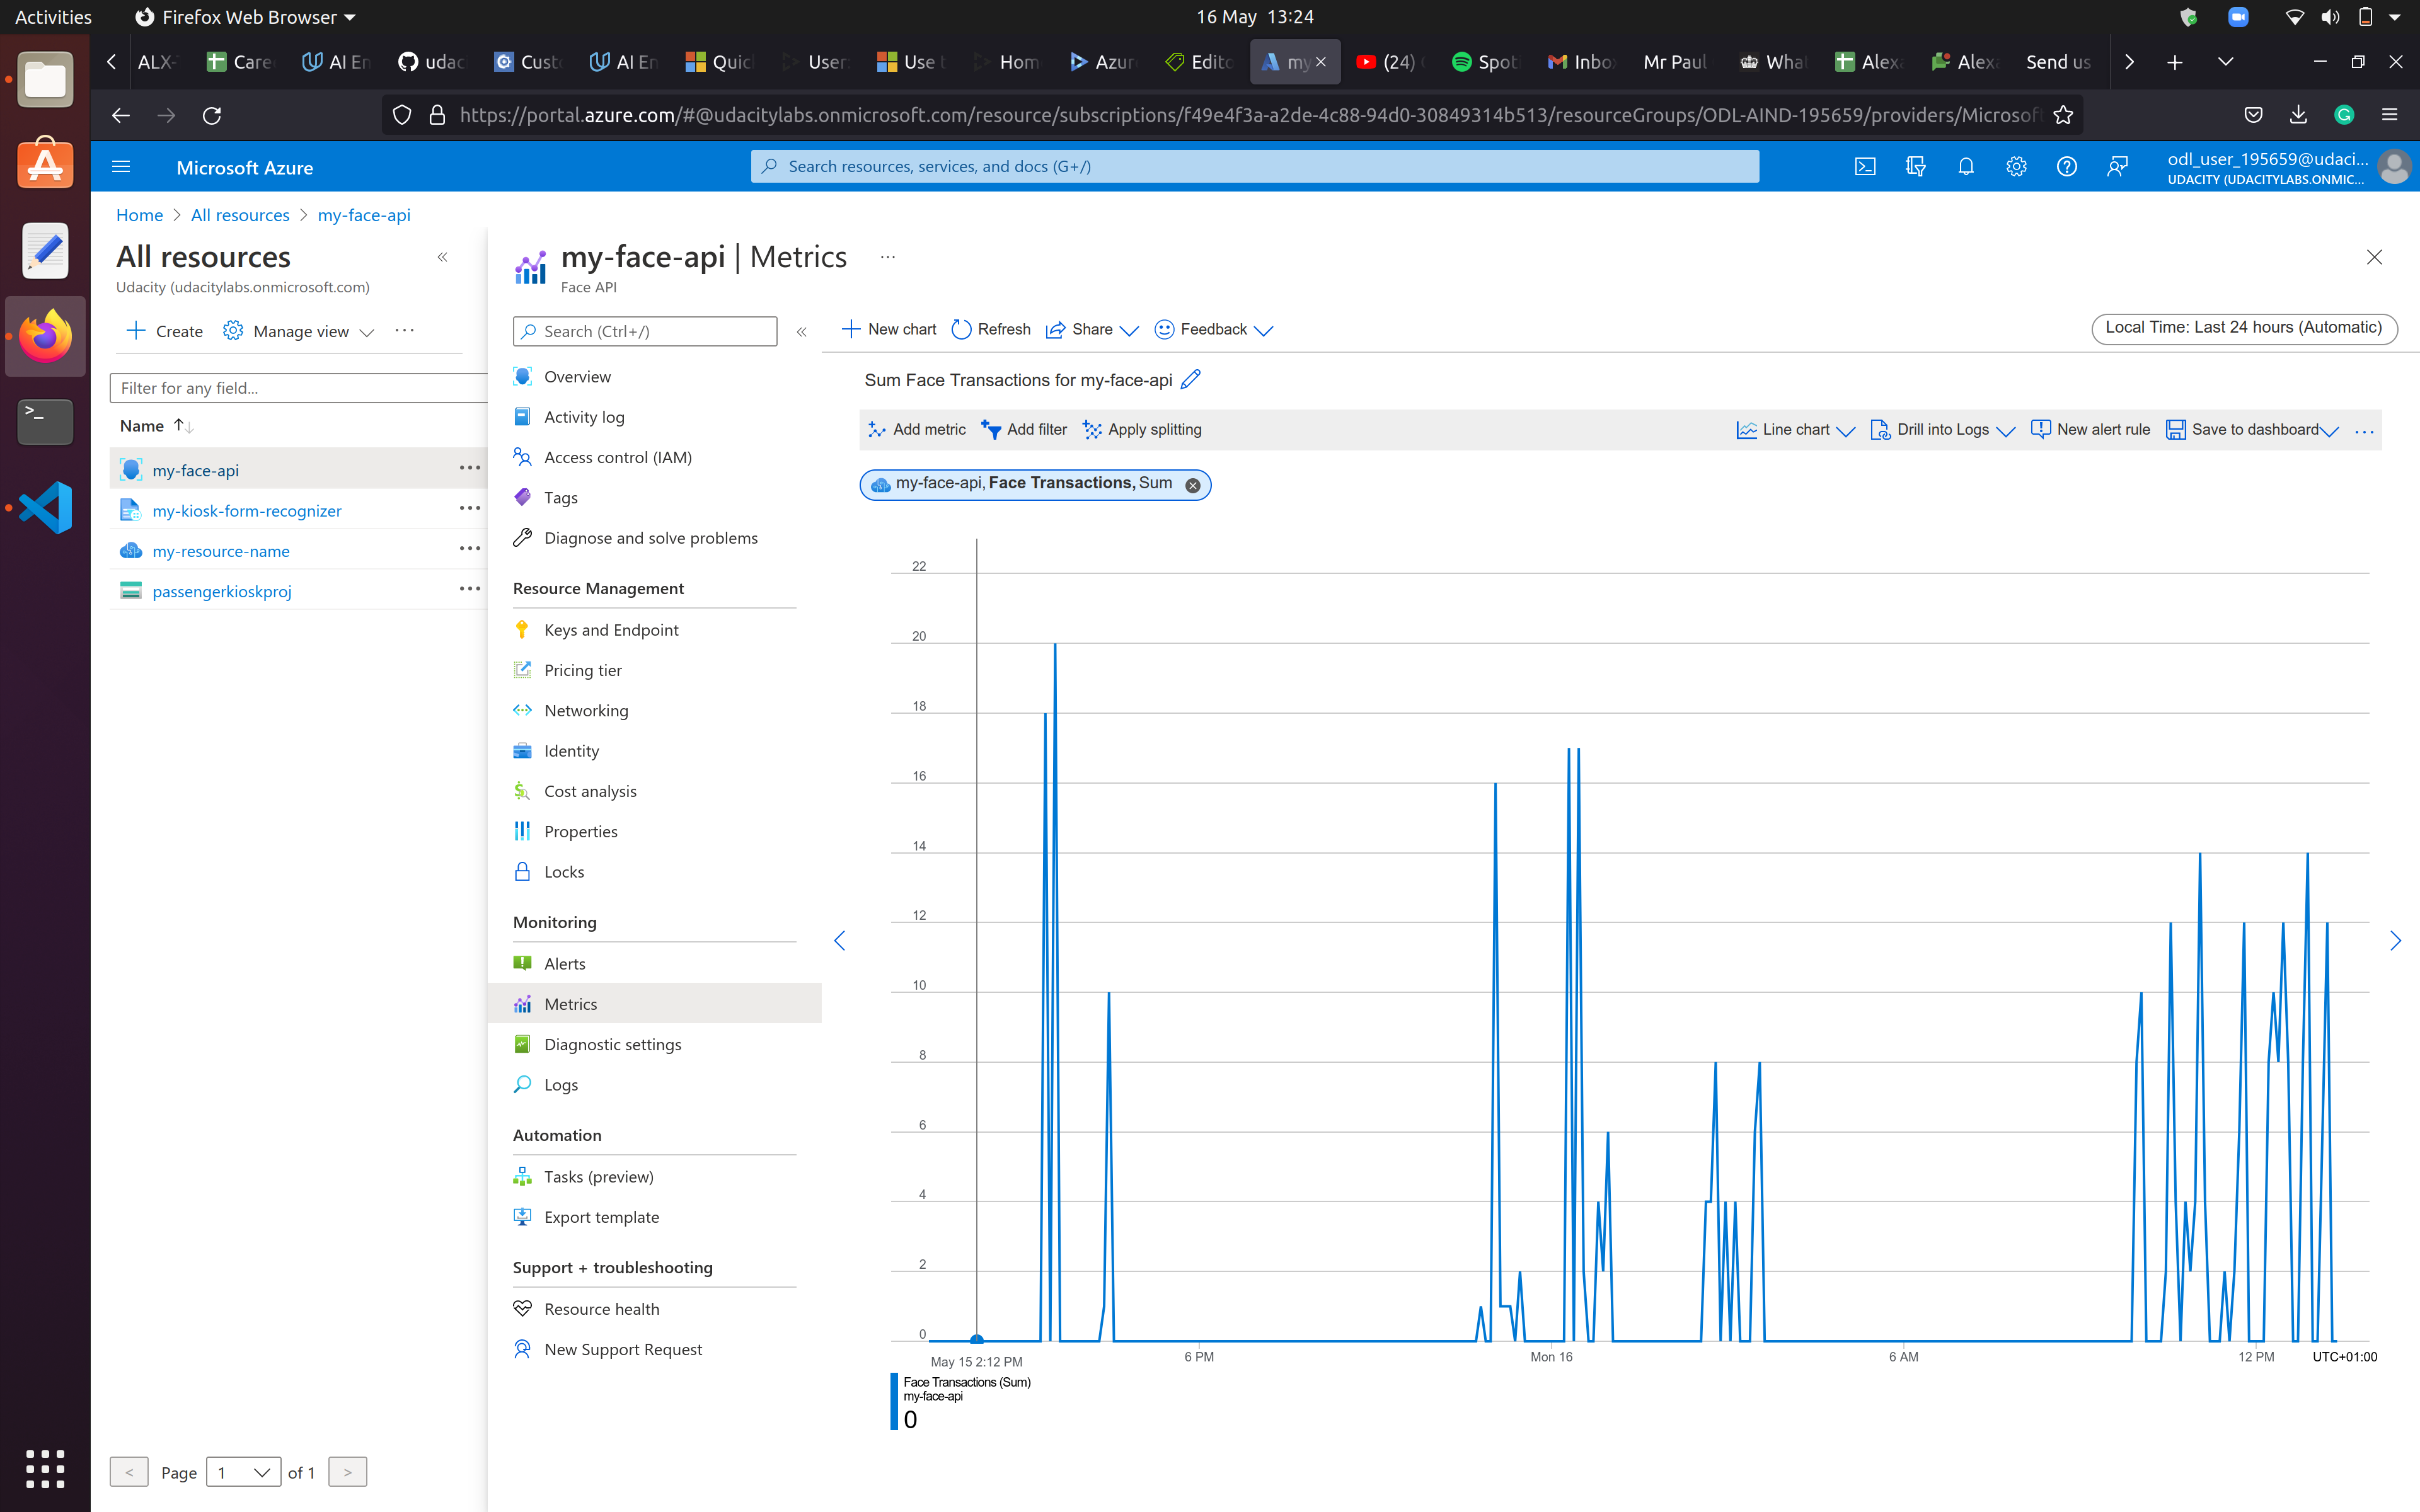 Activities
Firefox Web Browser
16 May 13:24
ALX-
Care
AI En
udac
Custo
AI En
Quic
User
Use t
Hom
Azur
Edito
my
(24)
Spoti
Inbo
Mr Paul
What
Alexa
Alexa
Send us
https://portal.azure.com/#@udacitylabs.onmicrosoft.com/resource/subscriptions/f49e4f3a-a2de-4c88-94d0-30849314b513/resourceGroups/ODL-AIND-195659/providers/Microsof
Microsoft Azure
Search resources, services, and docs (G+/)
odl_user_195659@udaci...
UDACITY (UDACITYLABS.ONMIC...
Home > All resources > my-face-api
All resources
Udacity (udacitylabs.onmicrosoft.com)
Create
Manage view
Filter for any field...
Name
my-face-api
my-kiosk-form-recognizer
my-resource-name
passengerkioskproj
< Page 1 of 1 >
my-face-api | Metrics
Face API
Search (Ctrl+/)
Overview
Activity log
Access control (IAM)
Tags
Diagnose and solve problems
Resource Management
Keys and Endpoint
Pricing tier
Networking
Identity
Cost analysis
Properties
Locks
Monitoring
Alerts
Metrics
Diagnostic settings
Logs
Automation
Tasks (preview)
Export template
Support + troubleshooting
Resource health
New Support Request
New chart
Refresh
Share
Feedback
Local Time: Last 24 hours (Automatic)
Sum Face Transactions for my-face-api
Add metric
Add filter
Apply splitting
Line chart
Drill into Logs
New alert rule
Save to dashboard
my-face-api, Face Transactions, Sum
22
20
18
16
14
12
10
8
6
4
2
0
May 15 2:12 PM
6 PM
Mon 16
6 AM
12 PM
UTC+01:00
Face Transactions (Sum)
my-face-api
0